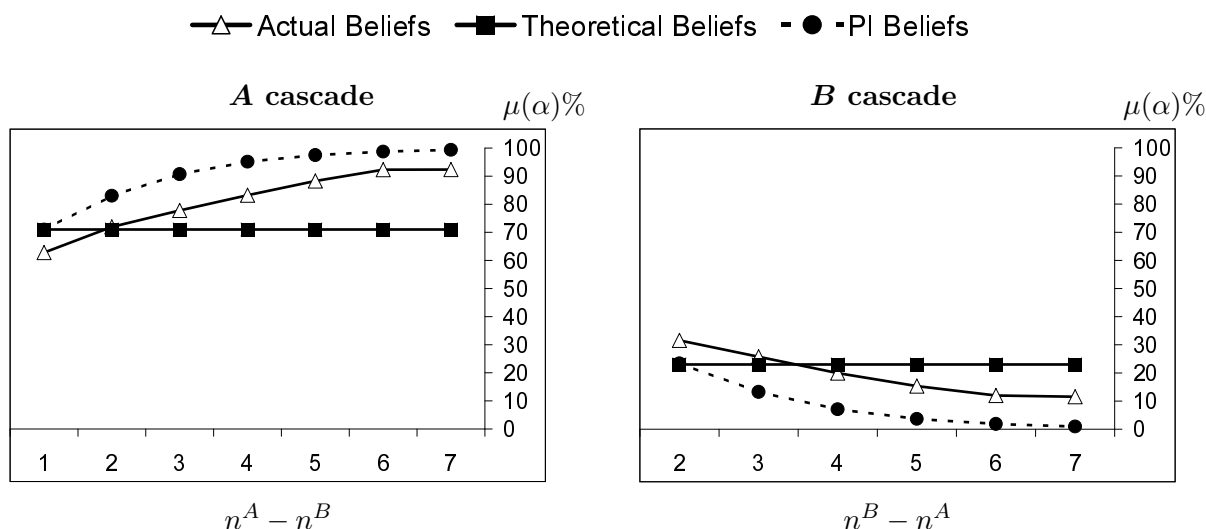 Actual Beliefs Theoretical Beliefs PI Beliefs
A cascade μ(α)% B cascade μ(α)%
100 100
90 90
80 80
70 70
60 60
50 50
40 40
30 30
20 20
10 10
0 0
1 2 3 4 5 6 7 2 3 4 5 6 7
n^A − n^B n^B − n^A